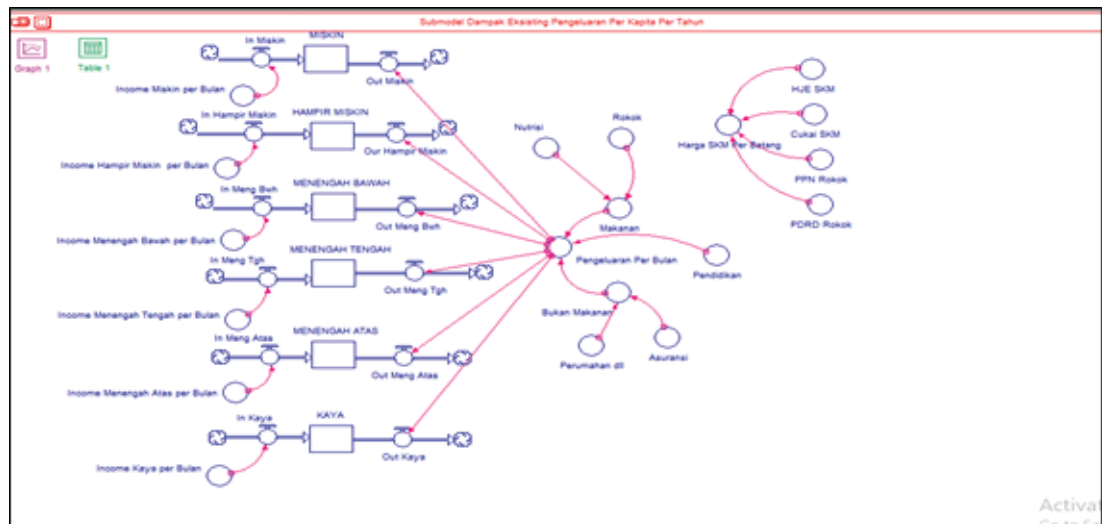 Submodel Dampak Eksisting Pengeluaran Per Kapita Per Tahun
Graph 1
Table 1
In Miskin
MISKIN
Out Miskin
Income Miskin per Bulan
In Hampir Miskin
HAMPIR MISKIN
Our Hampir Miskin
Income Hampir Miskin per Bulan
In Meng Bwh
MENENGAH BAWAH
Out Meng Bwh
Income Menengah Bawah per Bulan
In Meng Tgh
MENENGAH TENGAH
Out Meng Tgh
Income Menengah Tengah per Bulan
In Meng Atas
MENENGAH ATAS
Out Meng Atas
Income Menengah Atas per Bulan
In Kaya
KAYA
Out Kaya
Income Kaya per Bulan
Nutrisi
Rokok
Makanan
Pengeluaran Per Bulan
Pendidikan
Bukan Makanan
Perumahan dll
Asuransi
HJE SKM
Harga SKM Per Batang
Cukai SKM
PPN Rokok
PDRD Rokok
Activat